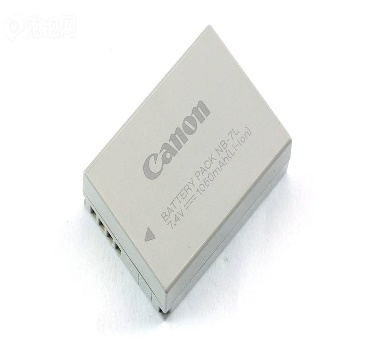 Canon
BATTERY PACK NB-7L
7.4V⎓1050mAh(Li-Ion)